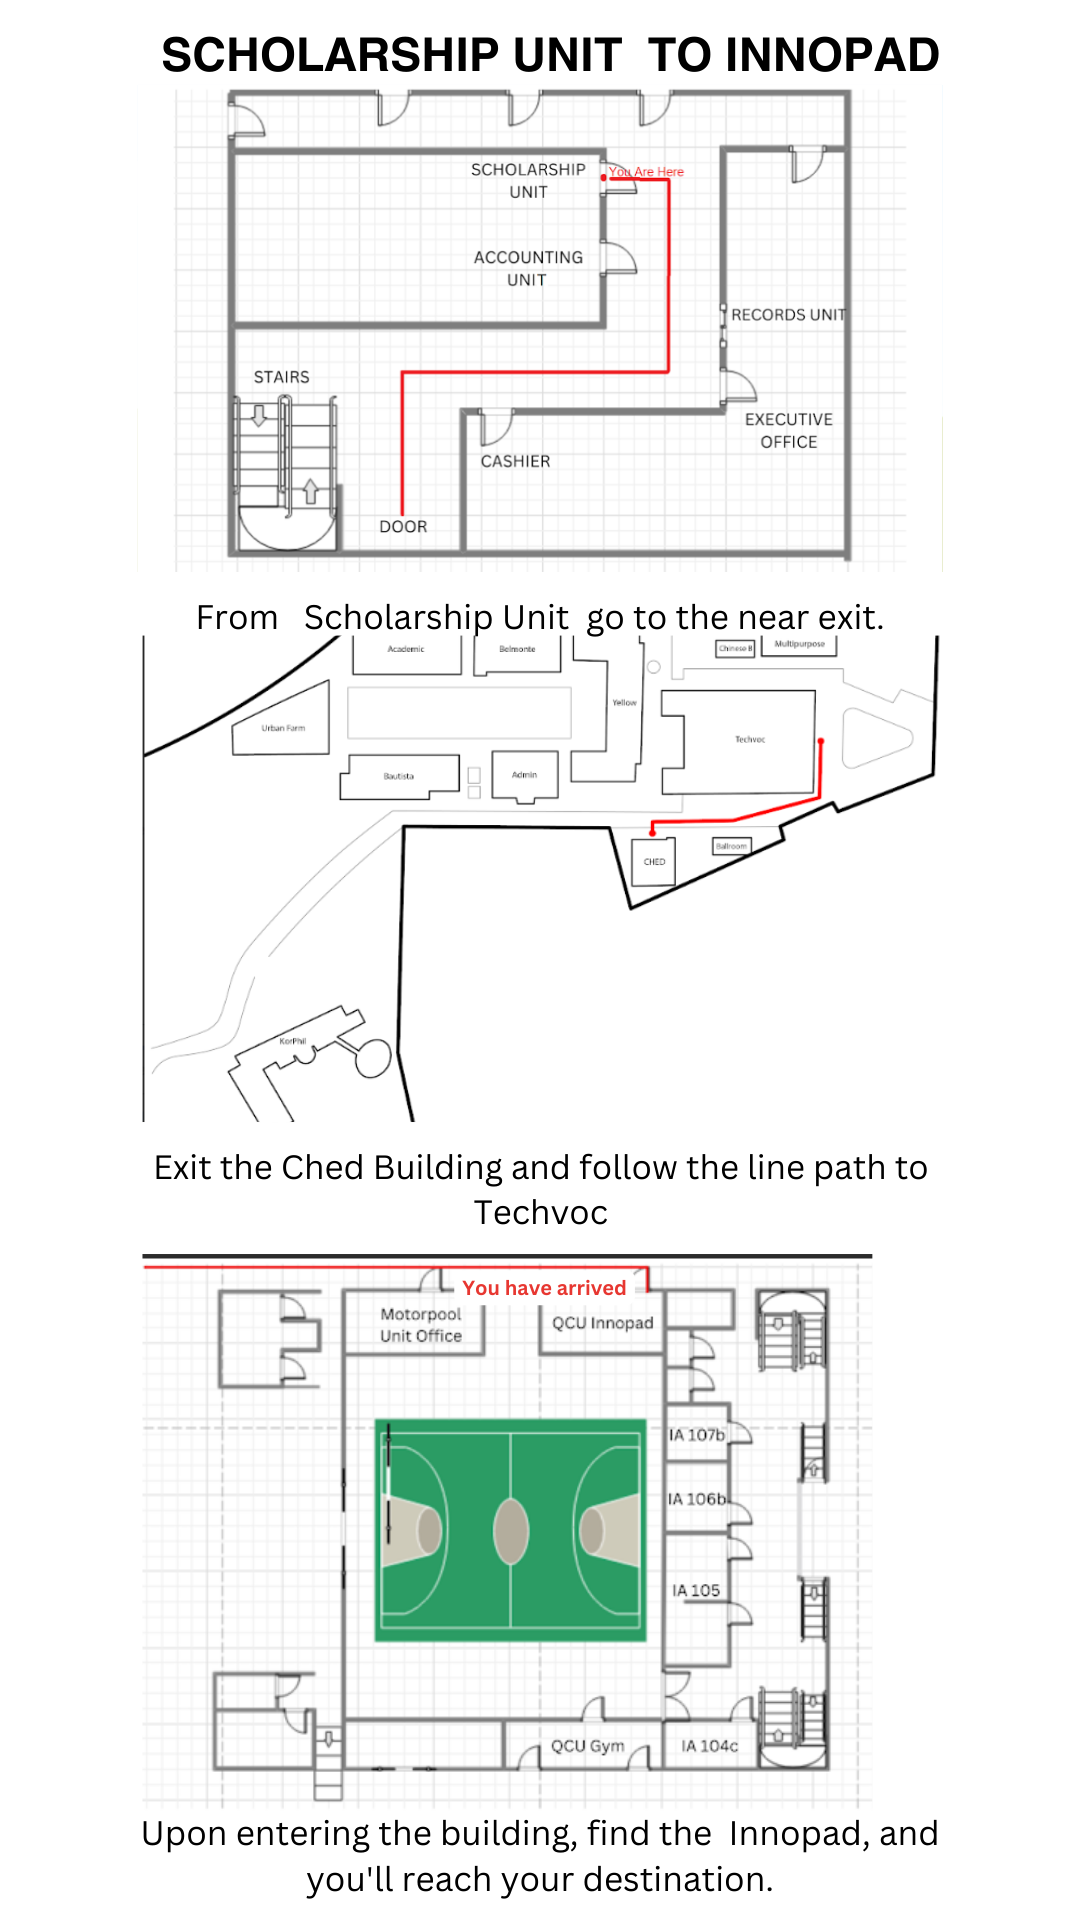 SCHOLARSHIP UNIT TO INNOPAD
SCHOLARSHIP
UNIT
You Are Here
ACCOUNTING
UNIT
RECORDS UNIT
STAIRS
EXECUTIVE
OFFICE
CASHIER
DOOR
From Scholarship Unit go to the near exit.
Academic
Belmonte
Chinese B
Multipurpose
Yellow
Urban Farm
Techvoc
Bautista
Admin
CHED
Ballroom
KorPhil
Exit the Ched Building and follow the line path to
Techvoc
You have arrived
Motorpool
Unit Office
QCU Innopad
IA 107b
IA 106b
IA 105
QCU Gym
IA 104c
Upon entering the building, find the Innopad, and
you'll reach your destination.